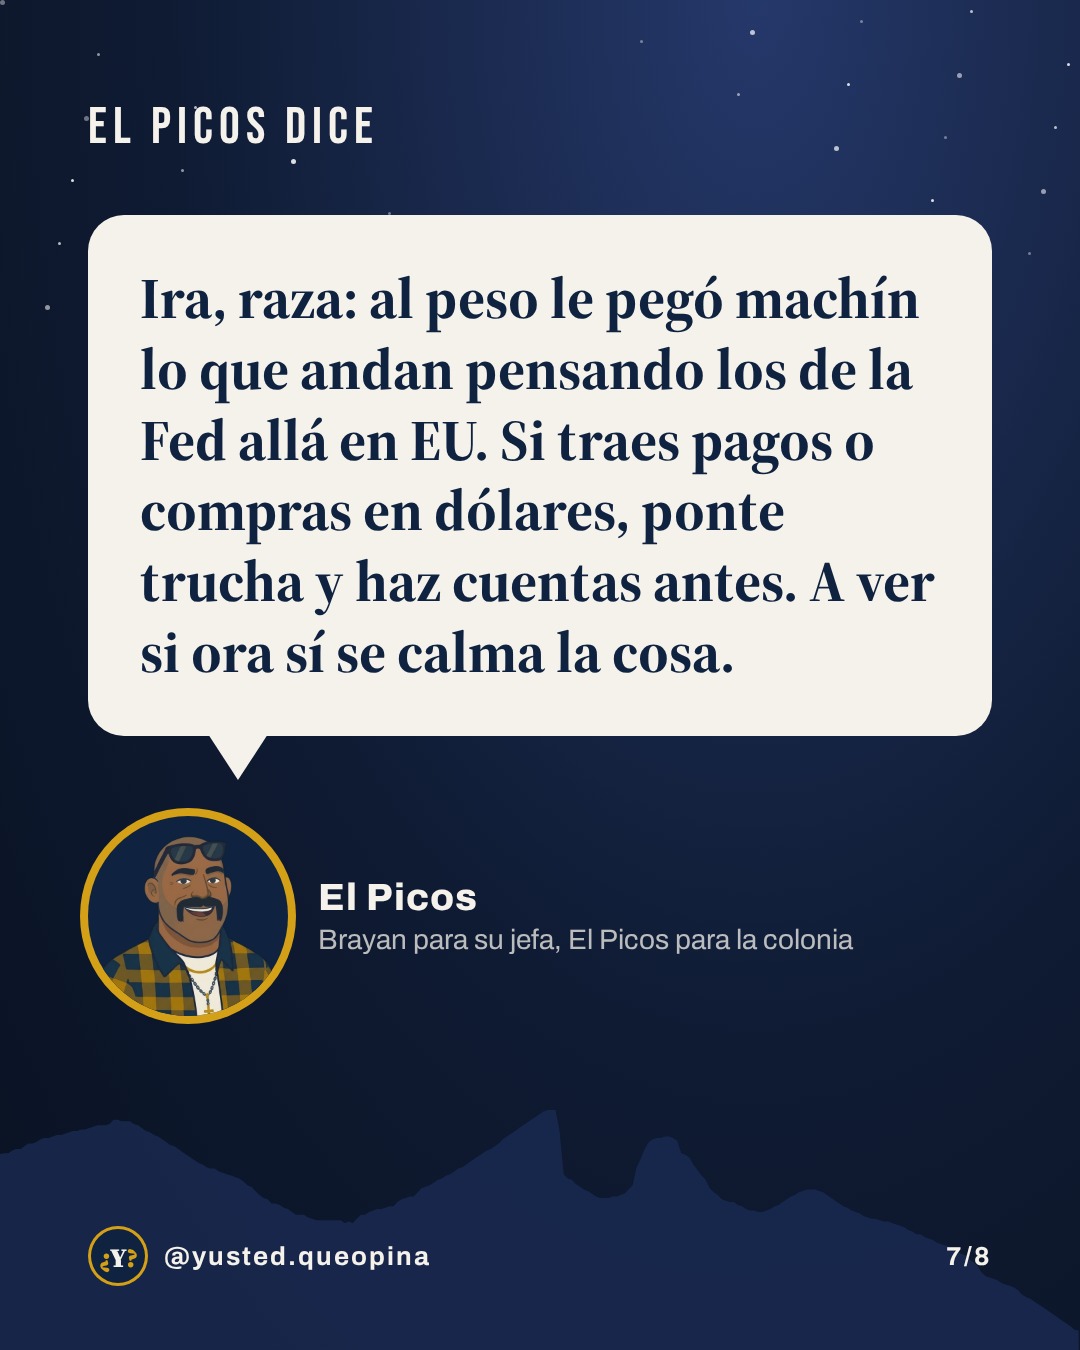 EL PICOS DICE
Ira, raza: al peso le pegó machín
lo que andan pensando los de la
Fed allá en EU. Si traes pagos o
compras en dólares, ponte
trucha y haz cuentas antes. A ver
si ora sí se calma la cosa.
El Picos
Brayan para su jefa, El Picos para la colonia
¿Y?
@yusted.queopina
7/8